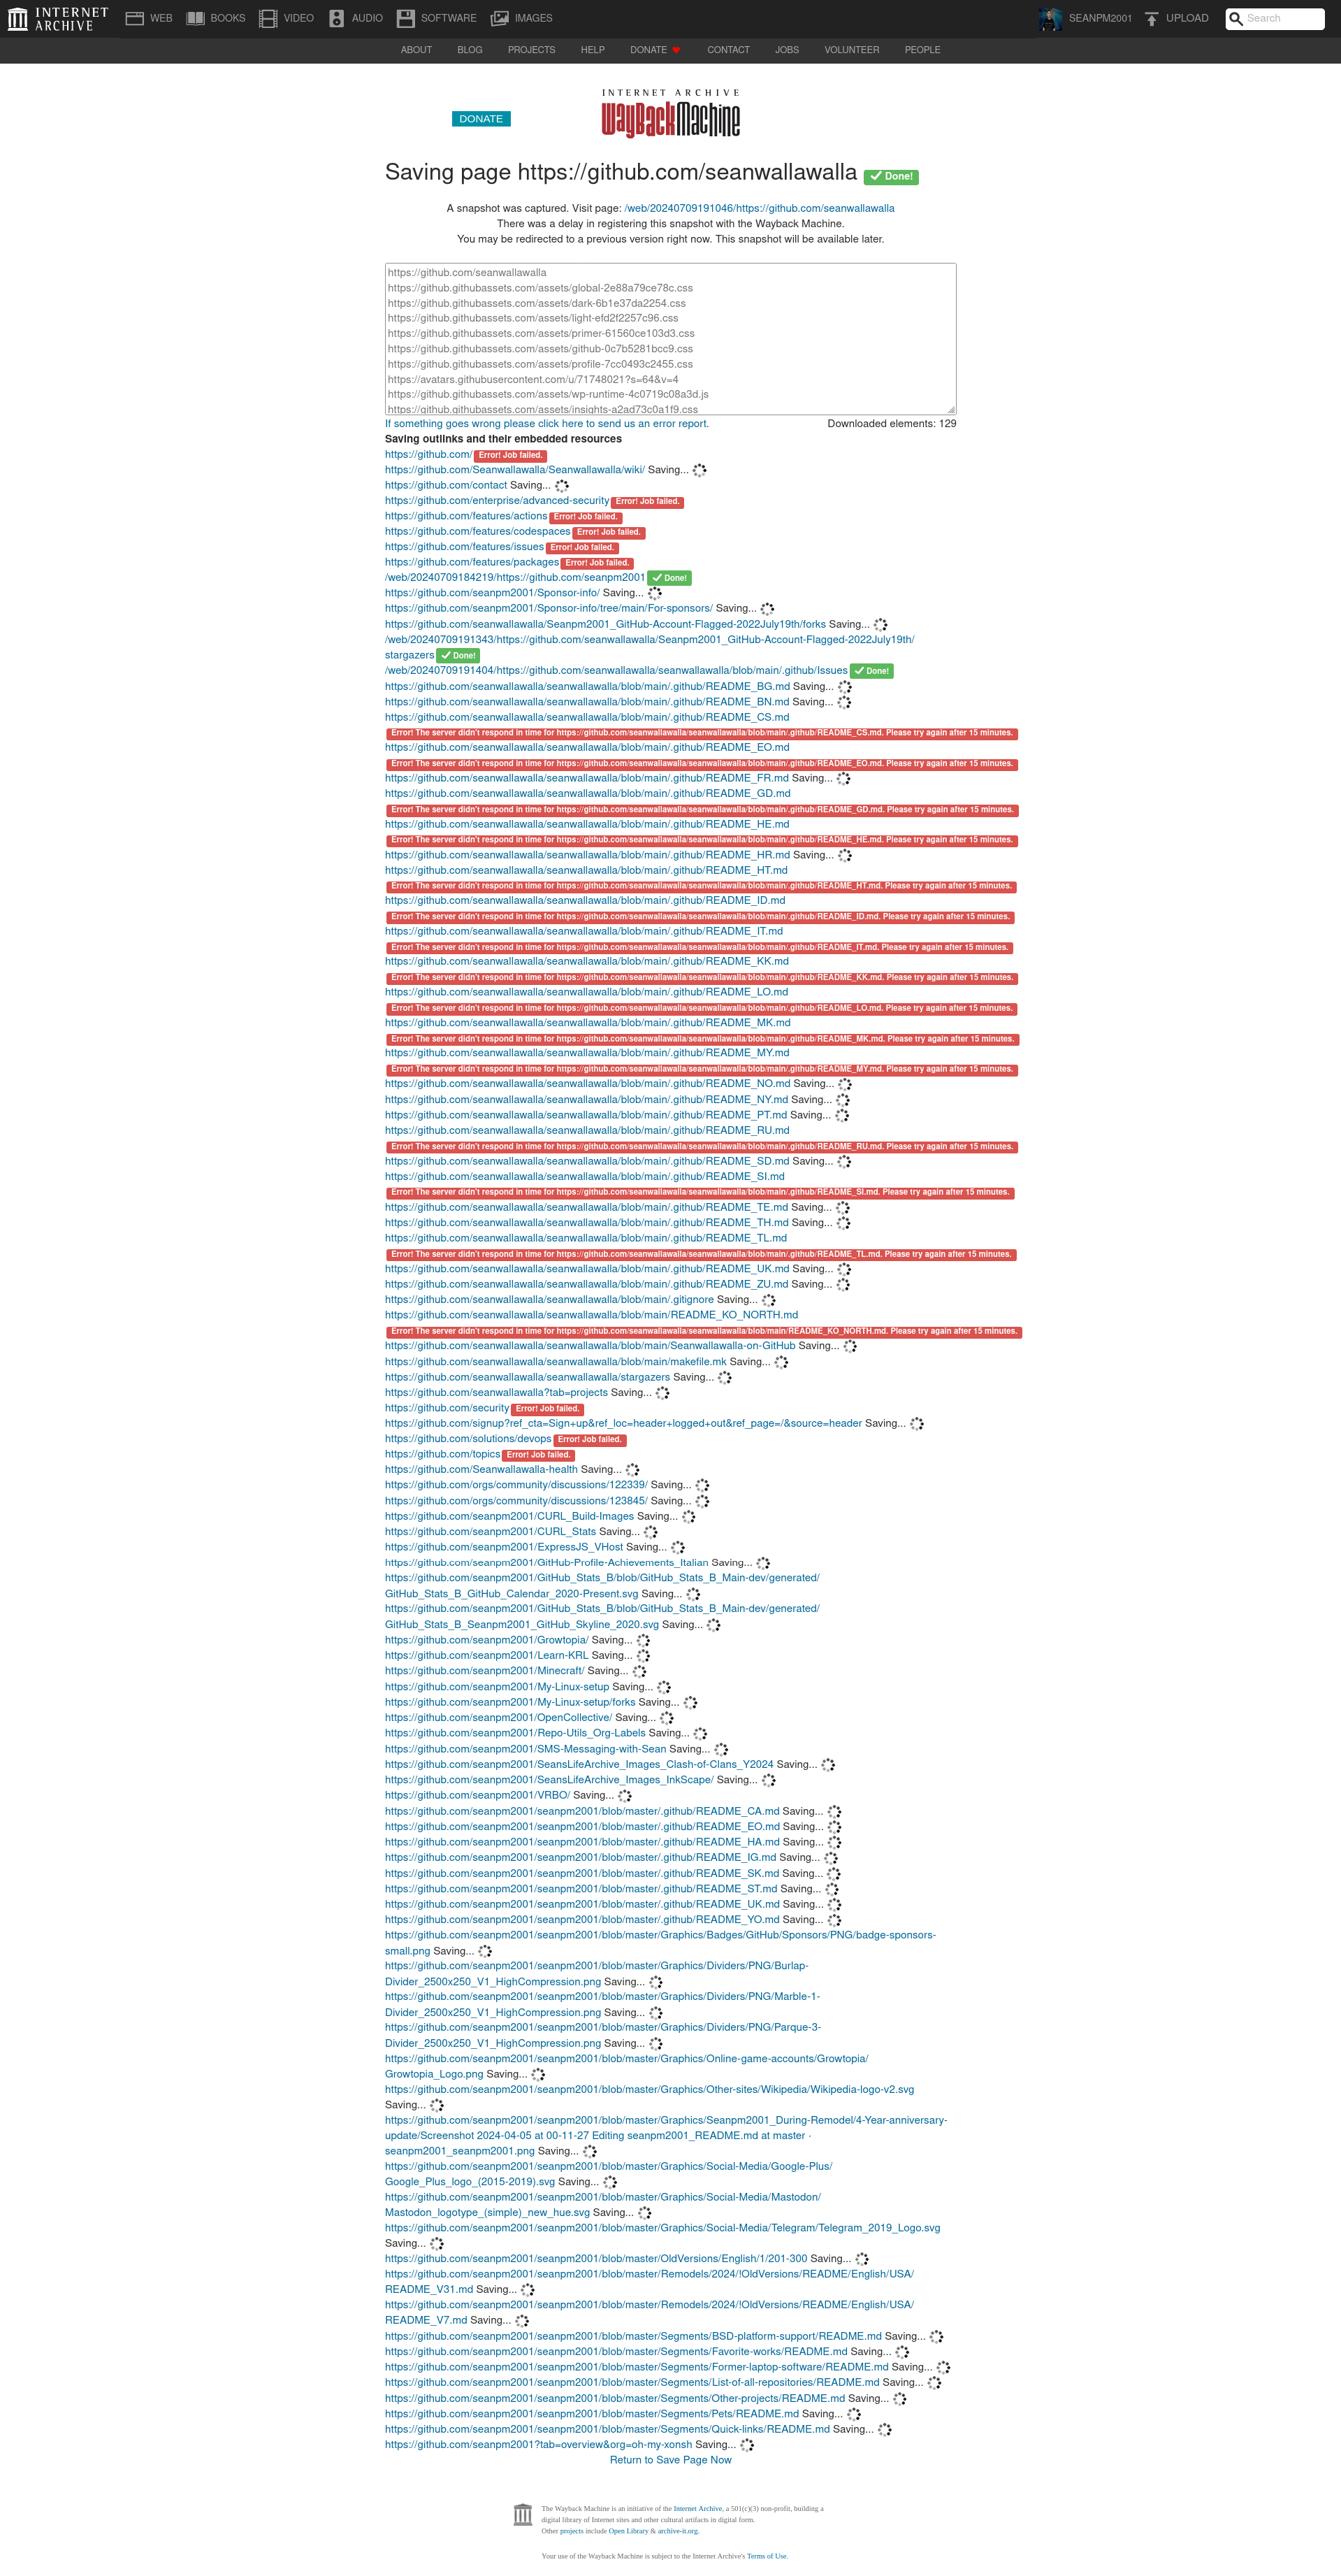 INTERNET ARCHIVE
WEB
BOOKS
VIDEO
AUDIO
SOFTWARE
IMAGES
SEANPM2001
UPLOAD
Search
ABOUT
BLOG
PROJECTS
HELP
DONATE
CONTACT
JOBS
VOLUNTEER
PEOPLE
DONATE
INTERNET ARCHIVE
WayBackMachine
Saving page https://github.com/seanwallawalla Done!
A snapshot was captured. Visit page: /web/20240709191046/https://github.com/seanwallawalla
There was a delay in registering this snapshot with the Wayback Machine.
You may be redirected to a previous version right now. This snapshot will be available later.
https://github.com/seanwallawalla
https://github.githubassets.com/assets/global-2e88a79ce78c.css
https://github.githubassets.com/assets/dark-6b1e37da2254.css
https://github.githubassets.com/assets/light-efd2f2257c96.css
https://github.githubassets.com/assets/primer-61560ce103d3.css
https://github.githubassets.com/assets/github-0c7b5281bcc9.css
https://github.githubassets.com/assets/profile-7cc0493c2455.css
https://avatars.githubusercontent.com/u/71748021?s=64&v=4
https://github.githubassets.com/assets/wp-runtime-4c0719c08a3d.js
https://github.githubassets.com/assets/insights-a2ad73c0a1f9.css
If something goes wrong please click here to send us an error report. Downloaded elements: 129
Saving outlinks and their embedded resources
https://github.com/ Error! Job failed.
https://github.com/Seanwallawalla/Seanwallawalla/wiki/ Saving...
https://github.com/contact Saving...
https://github.com/enterprise/advanced-security Error! Job failed.
https://github.com/features/actions Error! Job failed.
https://github.com/features/codespaces Error! Job failed.
https://github.com/features/issues Error! Job failed.
https://github.com/features/packages Error! Job failed.
/web/20240709184219/https://github.com/seanpm2001 Done!
https://github.com/seanpm2001/Sponsor-info/ Saving...
https://github.com/seanpm2001/Sponsor-info/tree/main/For-sponsors/ Saving...
https://github.com/seanwallawalla/Seanpm2001_GitHub-Account-Flagged-2022July19th/forks Saving...
/web/20240709191343/https://github.com/seanwallawalla/Seanpm2001_GitHub-Account-Flagged-2022July19th/
stargazers Done!
/web/20240709191404/https://github.com/seanwallawalla/seanwallawalla/blob/main/.github/Issues Done!
https://github.com/seanwallawalla/seanwallawalla/blob/main/.github/README_BG.md Saving...
https://github.com/seanwallawalla/seanwallawalla/blob/main/.github/README_BN.md Saving...
https://github.com/seanwallawalla/seanwallawalla/blob/main/.github/README_CS.md
Error! The server didn't respond in time for https://github.com/seanwallawalla/seanwallawalla/blob/main/.github/README_CS.md. Please try again after 15 minutes.
https://github.com/seanwallawalla/seanwallawalla/blob/main/.github/README_EO.md
Error! The server didn't respond in time for https://github.com/seanwallawalla/seanwallawalla/blob/main/.github/README_EO.md. Please try again after 15 minutes.
https://github.com/seanwallawalla/seanwallawalla/blob/main/.github/README_FR.md Saving...
https://github.com/seanwallawalla/seanwallawalla/blob/main/.github/README_GD.md
Error! The server didn't respond in time for https://github.com/seanwallawalla/seanwallawalla/blob/main/.github/README_GD.md. Please try again after 15 minutes.
https://github.com/seanwallawalla/seanwallawalla/blob/main/.github/README_HE.md
Error! The server didn't respond in time for https://github.com/seanwallawalla/seanwallawalla/blob/main/.github/README_HE.md. Please try again after 15 minutes.
https://github.com/seanwallawalla/seanwallawalla/blob/main/.github/README_HR.md Saving...
https://github.com/seanwallawalla/seanwallawalla/blob/main/.github/README_HT.md
Error! The server didn't respond in time for https://github.com/seanwallawalla/seanwallawalla/blob/main/.github/README_HT.md. Please try again after 15 minutes.
https://github.com/seanwallawalla/seanwallawalla/blob/main/.github/README_ID.md
Error! The server didn't respond in time for https://github.com/seanwallawalla/seanwallawalla/blob/main/.github/README_ID.md. Please try again after 15 minutes.
https://github.com/seanwallawalla/seanwallawalla/blob/main/.github/README_IT.md
Error! The server didn't respond in time for https://github.com/seanwallawalla/seanwallawalla/blob/main/.github/README_IT.md. Please try again after 15 minutes.
https://github.com/seanwallawalla/seanwallawalla/blob/main/.github/README_KK.md
Error! The server didn't respond in time for https://github.com/seanwallawalla/seanwallawalla/blob/main/.github/README_KK.md. Please try again after 15 minutes.
https://github.com/seanwallawalla/seanwallawalla/blob/main/.github/README_LO.md
Error! The server didn't respond in time for https://github.com/seanwallawalla/seanwallawalla/blob/main/.github/README_LO.md. Please try again after 15 minutes.
https://github.com/seanwallawalla/seanwallawalla/blob/main/.github/README_MK.md
Error! The server didn't respond in time for https://github.com/seanwallawalla/seanwallawalla/blob/main/.github/README_MK.md. Please try again after 15 minutes.
https://github.com/seanwallawalla/seanwallawalla/blob/main/.github/README_MY.md
Error! The server didn't respond in time for https://github.com/seanwallawalla/seanwallawalla/blob/main/.github/README_MY.md. Please try again after 15 minutes.
https://github.com/seanwallawalla/seanwallawalla/blob/main/.github/README_NO.md Saving...
https://github.com/seanwallawalla/seanwallawalla/blob/main/.github/README_NY.md Saving...
https://github.com/seanwallawalla/seanwallawalla/blob/main/.github/README_PT.md Saving...
https://github.com/seanwallawalla/seanwallawalla/blob/main/.github/README_RU.md
Error! The server didn't respond in time for https://github.com/seanwallawalla/seanwallawalla/blob/main/.github/README_RU.md. Please try again after 15 minutes.
https://github.com/seanwallawalla/seanwallawalla/blob/main/.github/README_SD.md Saving...
https://github.com/seanwallawalla/seanwallawalla/blob/main/.github/README_SI.md
Error! The server didn't respond in time for https://github.com/seanwallawalla/seanwallawalla/blob/main/.github/README_SI.md. Please try again after 15 minutes.
https://github.com/seanwallawalla/seanwallawalla/blob/main/.github/README_TE.md Saving...
https://github.com/seanwallawalla/seanwallawalla/blob/main/.github/README_TH.md Saving...
https://github.com/seanwallawalla/seanwallawalla/blob/main/.github/README_TL.md
Error! The server didn't respond in time for https://github.com/seanwallawalla/seanwallawalla/blob/main/.github/README_TL.md. Please try again after 15 minutes.
https://github.com/seanwallawalla/seanwallawalla/blob/main/.github/README_UK.md Saving...
https://github.com/seanwallawalla/seanwallawalla/blob/main/.github/README_ZU.md Saving...
https://github.com/seanwallawalla/seanwallawalla/blob/main/.gitignore Saving...
https://github.com/seanwallawalla/seanwallawalla/blob/main/README_KO_NORTH.md
Error! The server didn't respond in time for https://github.com/seanwallawalla/seanwallawalla/blob/main/README_KO_NORTH.md. Please try again after 15 minutes.
https://github.com/seanwallawalla/seanwallawalla/blob/main/Seanwallawalla-on-GitHub Saving...
https://github.com/seanwallawalla/seanwallawalla/blob/main/makefile.mk Saving...
https://github.com/seanwallawalla/seanwallawalla/stargazers Saving...
https://github.com/seanwallawalla?tab=projects Saving...
https://github.com/security Error! Job failed.
https://github.com/signup?ref_cta=Sign+up&ref_loc=header+logged+out&ref_page=/&source=header Saving...
https://github.com/solutions/devops Error! Job failed.
https://github.com/topics Error! Job failed.
https://github.com/Seanwallawalla-health Saving...
https://github.com/orgs/community/discussions/122339/ Saving...
https://github.com/orgs/community/discussions/123845/ Saving...
https://github.com/seanpm2001/CURL_Build-Images Saving...
https://github.com/seanpm2001/CURL_Stats Saving...
https://github.com/seanpm2001/ExpressJS_VHost Saving...
https://github.com/seanpm2001/GitHub-Profile-Achievements_Italian Saving...
https://github.com/seanpm2001/GitHub_Stats_B/blob/GitHub_Stats_B_Main-dev/generated/
GitHub_Stats_B_GitHub_Calendar_2020-Present.svg Saving...
https://github.com/seanpm2001/GitHub_Stats_B/blob/GitHub_Stats_B_Main-dev/generated/
GitHub_Stats_B_Seanpm2001_GitHub_Skyline_2020.svg Saving...
https://github.com/seanpm2001/Growtopia/ Saving...
https://github.com/seanpm2001/Learn-KRL Saving...
https://github.com/seanpm2001/Minecraft/ Saving...
https://github.com/seanpm2001/My-Linux-setup Saving...
https://github.com/seanpm2001/My-Linux-setup/forks Saving...
https://github.com/seanpm2001/OpenCollective/ Saving...
https://github.com/seanpm2001/Repo-Utils_Org-Labels Saving...
https://github.com/seanpm2001/SMS-Messaging-with-Sean Saving...
https://github.com/seanpm2001/SeansLifeArchive_Images_Clash-of-Clans_Y2024 Saving...
https://github.com/seanpm2001/SeansLifeArchive_Images_InkScape/ Saving...
https://github.com/seanpm2001/VRBO/ Saving...
https://github.com/seanpm2001/seanpm2001/blob/master/.github/README_CA.md Saving...
https://github.com/seanpm2001/seanpm2001/blob/master/.github/README_EO.md Saving...
https://github.com/seanpm2001/seanpm2001/blob/master/.github/README_HA.md Saving...
https://github.com/seanpm2001/seanpm2001/blob/master/.github/README_IG.md Saving...
https://github.com/seanpm2001/seanpm2001/blob/master/.github/README_SK.md Saving...
https://github.com/seanpm2001/seanpm2001/blob/master/.github/README_ST.md Saving...
https://github.com/seanpm2001/seanpm2001/blob/master/.github/README_UK.md Saving...
https://github.com/seanpm2001/seanpm2001/blob/master/.github/README_YO.md Saving...
https://github.com/seanpm2001/seanpm2001/blob/master/Graphics/Badges/GitHub/Sponsors/PNG/badge-sponsors-
small.png Saving...
https://github.com/seanpm2001/seanpm2001/blob/master/Graphics/Dividers/PNG/Burlap-
Divider_2500x250_V1_HighCompression.png Saving...
https://github.com/seanpm2001/seanpm2001/blob/master/Graphics/Dividers/PNG/Marble-1-
Divider_2500x250_V1_HighCompression.png Saving...
https://github.com/seanpm2001/seanpm2001/blob/master/Graphics/Dividers/PNG/Parque-3-
Divider_2500x250_V1_HighCompression.png Saving...
https://github.com/seanpm2001/seanpm2001/blob/master/Graphics/Online-game-accounts/Growtopia/
Growtopia_Logo.png Saving...
https://github.com/seanpm2001/seanpm2001/blob/master/Graphics/Other-sites/Wikipedia/Wikipedia-logo-v2.svg
Saving...
https://github.com/seanpm2001/seanpm2001/blob/master/Graphics/Seanpm2001_During-Remodel/4-Year-anniversary-
update/Screenshot 2024-04-05 at 00-11-27 Editing seanpm2001_README.md at master ·
seanpm2001_seanpm2001.png Saving...
https://github.com/seanpm2001/seanpm2001/blob/master/Graphics/Social-Media/Google-Plus/
Google_Plus_logo_(2015-2019).svg Saving...
https://github.com/seanpm2001/seanpm2001/blob/master/Graphics/Social-Media/Mastodon/
Mastodon_logotype_(simple)_new_hue.svg Saving...
https://github.com/seanpm2001/seanpm2001/blob/master/Graphics/Social-Media/Telegram/Telegram_2019_Logo.svg
Saving...
https://github.com/seanpm2001/seanpm2001/blob/master/OldVersions/English/1/201-300 Saving...
https://github.com/seanpm2001/seanpm2001/blob/master/Remodels/2024/!OldVersions/README/English/USA/
README_V31.md Saving...
https://github.com/seanpm2001/seanpm2001/blob/master/Remodels/2024/!OldVersions/README/English/USA/
README_V7.md Saving...
https://github.com/seanpm2001/seanpm2001/blob/master/Segments/BSD-platform-support/README.md Saving...
https://github.com/seanpm2001/seanpm2001/blob/master/Segments/Favorite-works/README.md Saving...
https://github.com/seanpm2001/seanpm2001/blob/master/Segments/Former-laptop-software/README.md Saving...
https://github.com/seanpm2001/seanpm2001/blob/master/Segments/List-of-all-repositories/README.md Saving...
https://github.com/seanpm2001/seanpm2001/blob/master/Segments/Other-projects/README.md Saving...
https://github.com/seanpm2001/seanpm2001/blob/master/Segments/Pets/README.md Saving...
https://github.com/seanpm2001/seanpm2001/blob/master/Segments/Quick-links/README.md Saving...
https://github.com/seanpm2001?tab=overview&org=oh-my-xonsh Saving...
Return to Save Page Now
The Wayback Machine is an initiative of the Internet Archive, a 501(c)(3) non-profit, building a
digital library of Internet sites and other cultural artifacts in digital form.
Other projects include Open Library & archive-it.org.
Your use of the Wayback Machine is subject to the Internet Archive's Terms of Use.